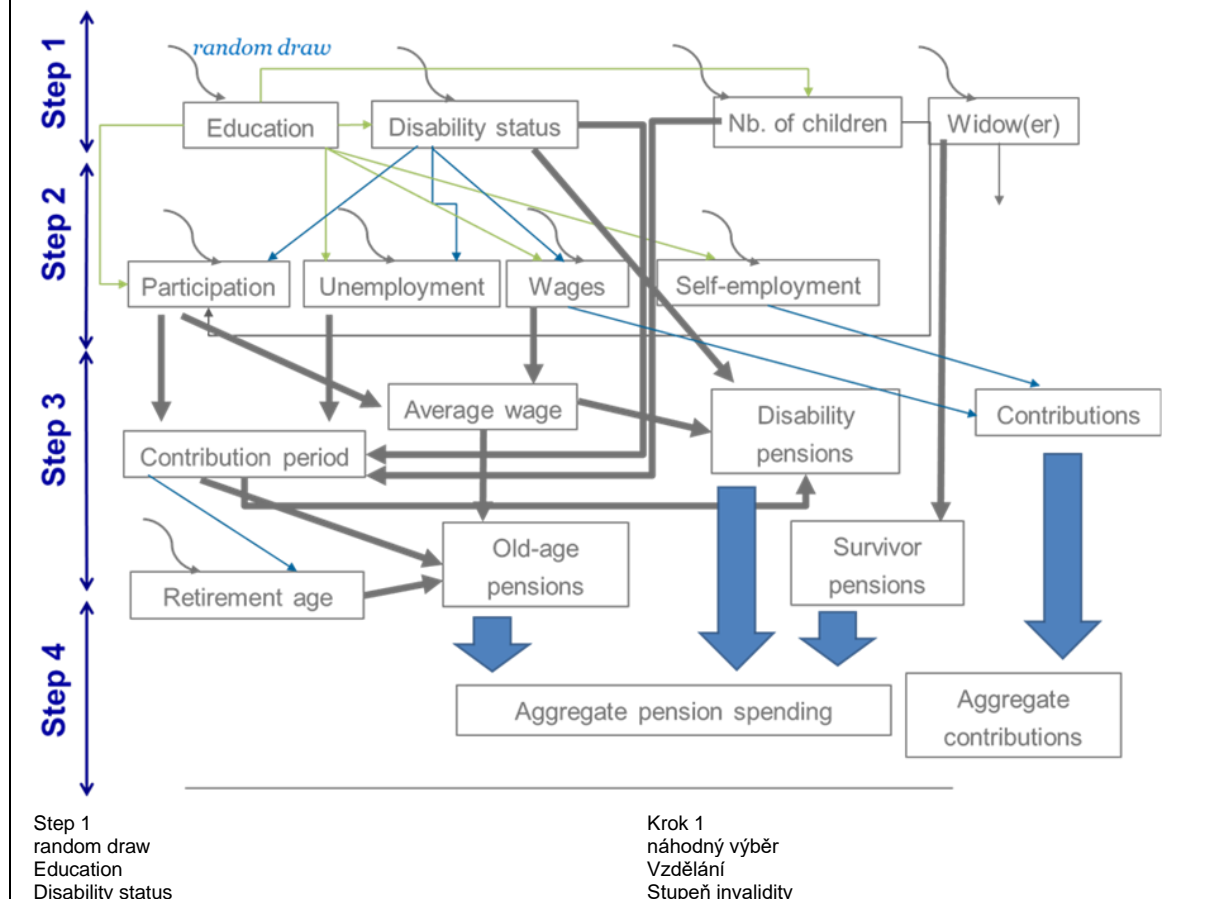 Step 1
random draw
Education
Disability status
Nb. of children
Widow(er)
Step 2
Participation
Unemployment
Wages
Self-employment
Step 3
Average wage
Disability
pensions
Contributions
Contribution period
Old-age
pensions
Survivor
pensions
Retirement age
Step 4
Aggregate pension spending
Aggregate
contributions
Step 1
random draw
Education
Disability status
Krok 1
náhodný výběr
Vzdělání
Stupeň invalidity